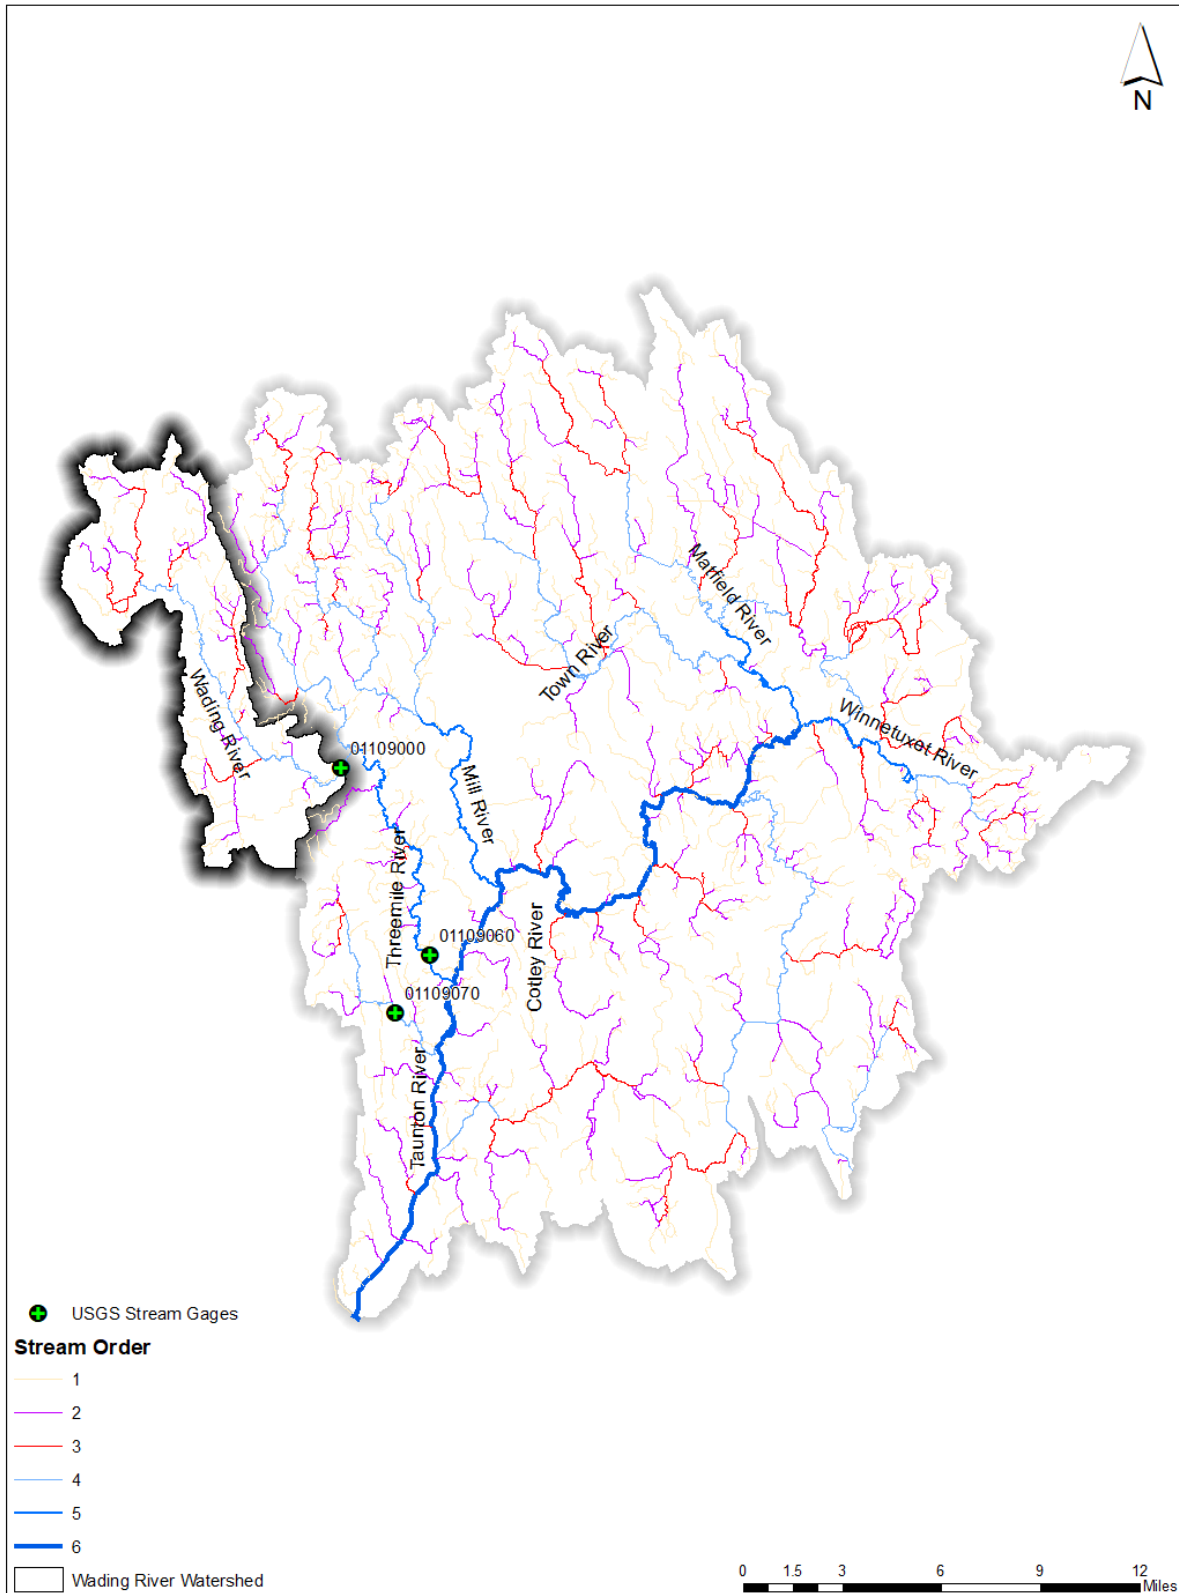 N
Matfield River
Town River
Winnetuxet River
Wading River
01109000
Mill River
Threemile River
01109060
Cotley River
01109070
Taunton River
USGS Stream Gages
Stream Order
1
2
3
4
5
6
Wading River Watershed
0 1.5 3 6 9 12
Miles